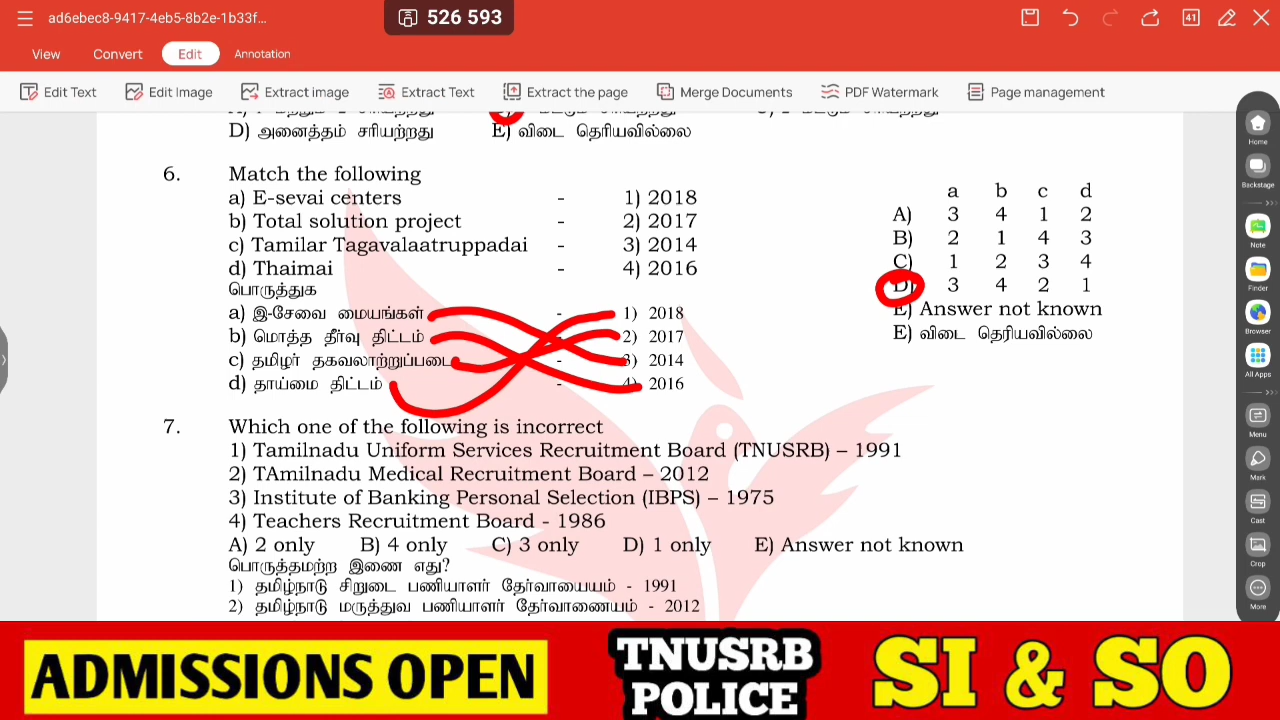 ad6ebec8-9417-4eb5-8b2e-1b33f...
526 593
41
View Convert Edit Annotation
Edit Text Edit Image Extract image Extract Text Extract the page Merge Documents PDF Watermark Page management
D) அனைத்தும் சரியற்றது E) விடை தெரியவில்லை
6. Match the following
a) E-sevai centers - 1) 2018
b) Total solution project - 2) 2017
c) Tamilar Tagavalaatruppadai - 3) 2014
d) Thaimai - 4) 2016
பொருத்துக
a) இ-சேவை மையங்கள் - 1) 2018
b) மொத்த தீர்வு திட்டம் - 2) 2017
c) தமிழர் தகவலாற்றுப்படை - 3) 2014
d) தாய்மை திட்டம் - 4) 2016
a b c d
A) 3 4 1 2
B) 2 1 4 3
C) 1 2 3 4
D) 3 4 2 1
E) Answer not known
E) விடை தெரியவில்லை
7. Which one of the following is incorrect
1) Tamilnadu Uniform Services Recruitment Board (TNUSRB) – 1991
2) TAmilnadu Medical Recruitment Board – 2012
3) Institute of Banking Personal Selection (IBPS) – 1975
4) Teachers Recruitment Board - 1986
A) 2 only B) 4 only C) 3 only D) 1 only E) Answer not known
பொருத்தமற்ற இணை எது?
1) தமிழ்நாடு சிறுடை பணியாளர் தேர்வாயையம் - 1991
2) தமிழ்நாடு மருத்துவ பணியாளர் தேர்வாணையம் - 2012
Home
Backstage
Note
Finder
Browser
All Apps
Menu
Mark
Cast
Crop
More
ADMISSIONS OPEN
TNUSRB
POLICE
SI & SO